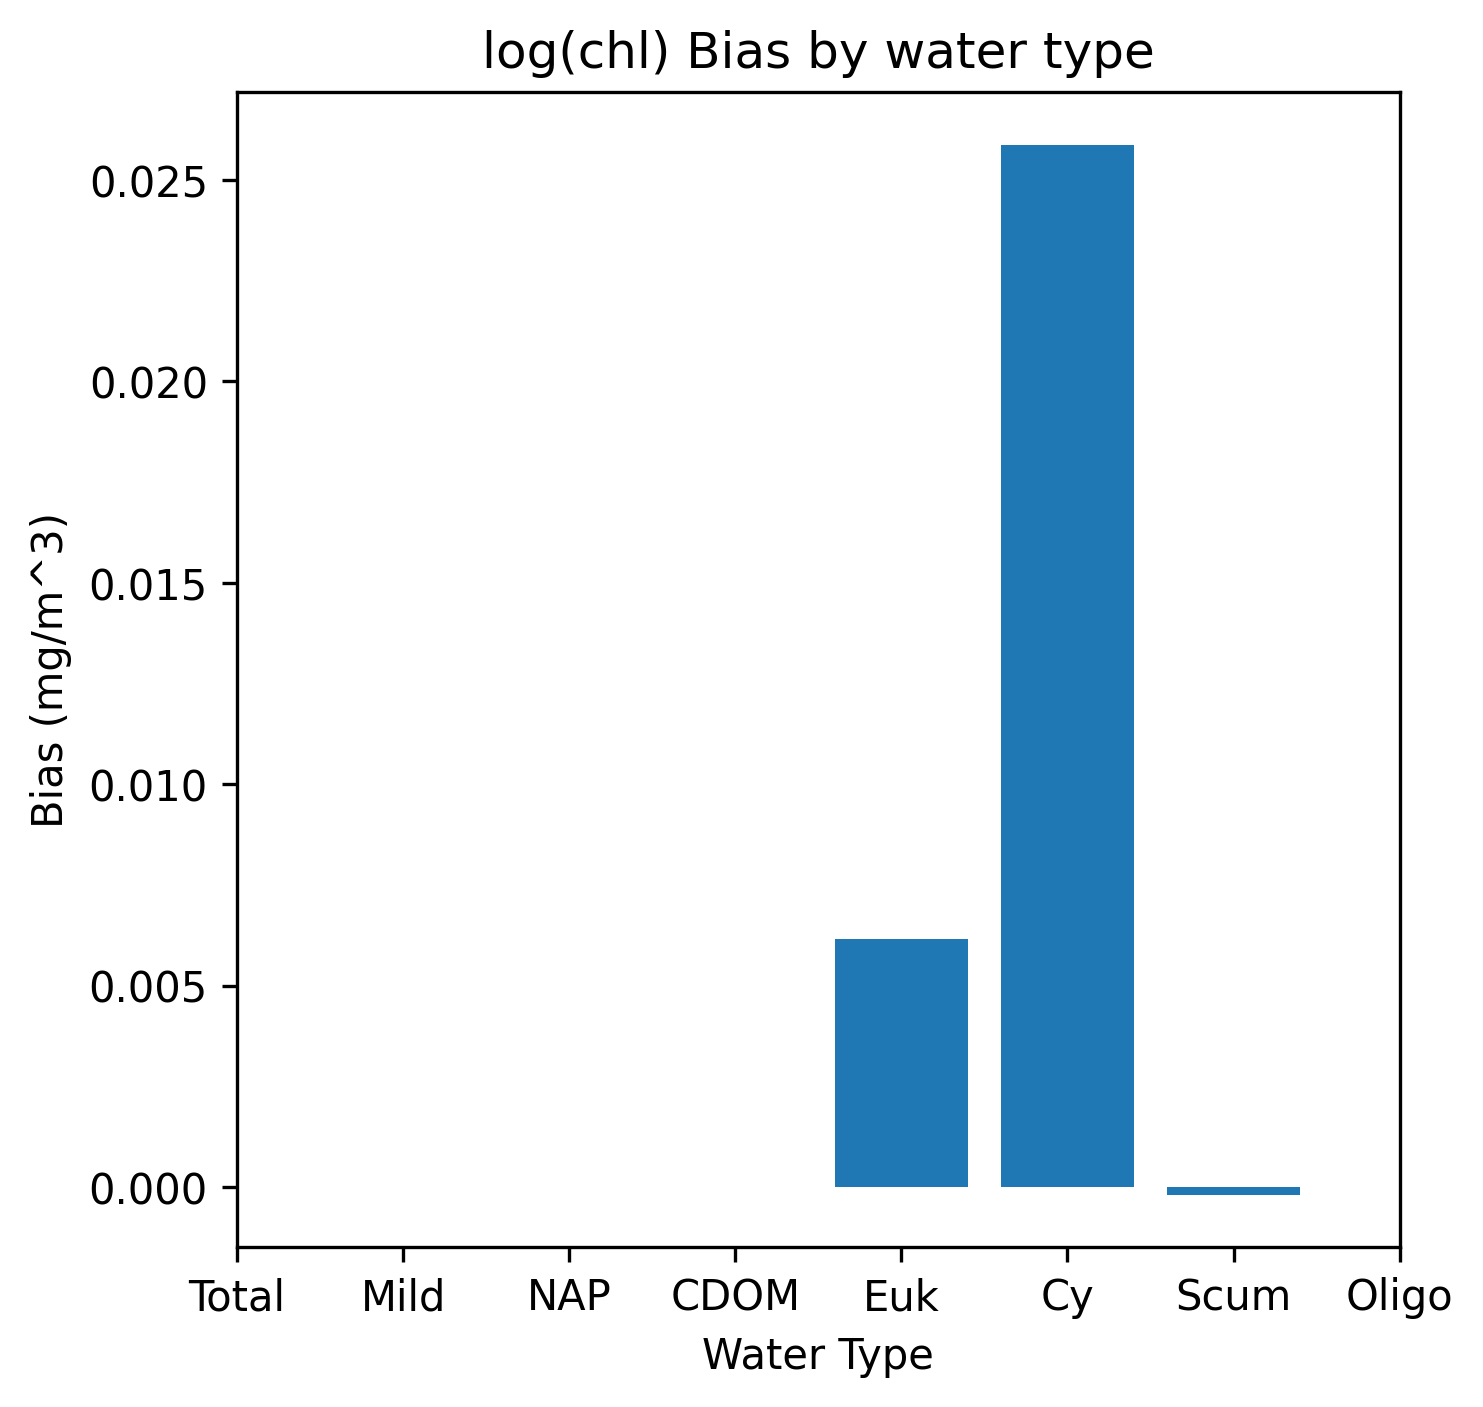 log(chl) Bias by water type
0.025
0.020
0.015
0.010
0.005
0.000
Bias (mg/m^3)
Total Mild NAP CDOM Euk Cy Scum Oligo
Water Type